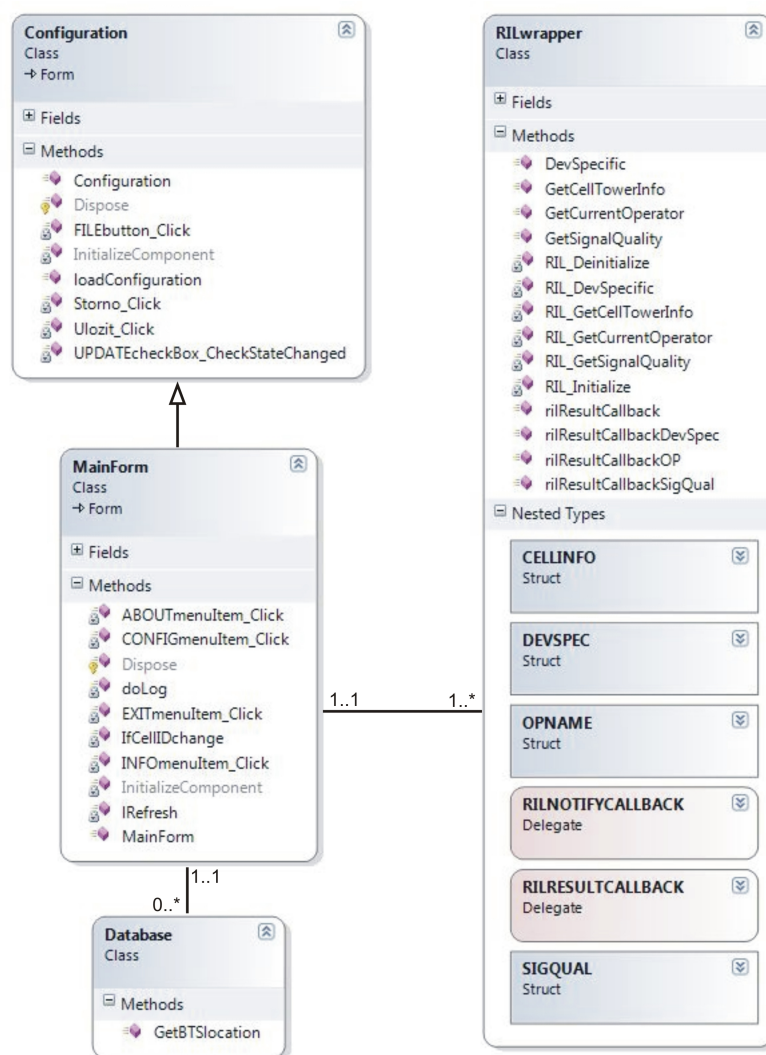 Configuration
Class
Form
Fields
Methods
Configuration
Dispose
FILEbutton_Click
InitializeComponent
loadConfiguration
Storno_Click
Ulozit_Click
UPDATEcheckBox_CheckStateChanged
MainForm
Class
Form
Fields
Methods
ABOUTmenuItem_Click
CONFIGmenuItem_Click
Dispose
doLog
EXITmenuItem_Click
IfCellIDchange
INFOmenuItem_Click
InitializeComponent
lRefresh
MainForm
1..1
1..*
1..1
0..*
Database
Class
Methods
GetBTSlocation
RILwrapper
Class
Fields
Methods
DevSpecific
GetCellTowerInfo
GetCurrentOperator
GetSignalQuality
RIL_Deinitialize
RIL_DevSpecific
RIL_GetCellTowerInfo
RIL_GetCurrentOperator
RIL_GetSignalQuality
RIL_Initialize
rilResultCallback
rilResultCallbackDevSpec
rilResultCallbackOP
rilResultCallbackSigQual
Nested Types
CELLINFO
Struct
DEVSPEC
Struct
OPNAME
Struct
RILNOTIFYCALLBACK
Delegate
RILRESULTCALLBACK
Delegate
SIGQUAL
Struct